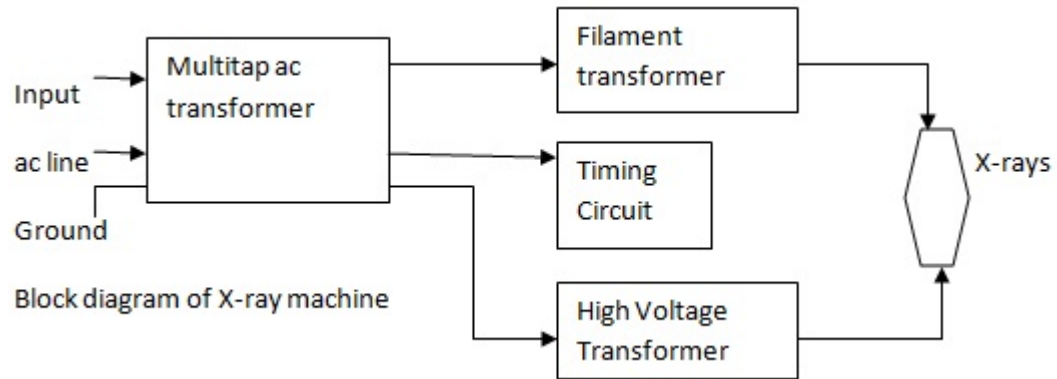 Input
ac line
Ground
Multitap ac
transformer
Filament
transformer
Timing
Circuit
High Voltage
Transformer
X-rays
Block diagram of X-ray machine